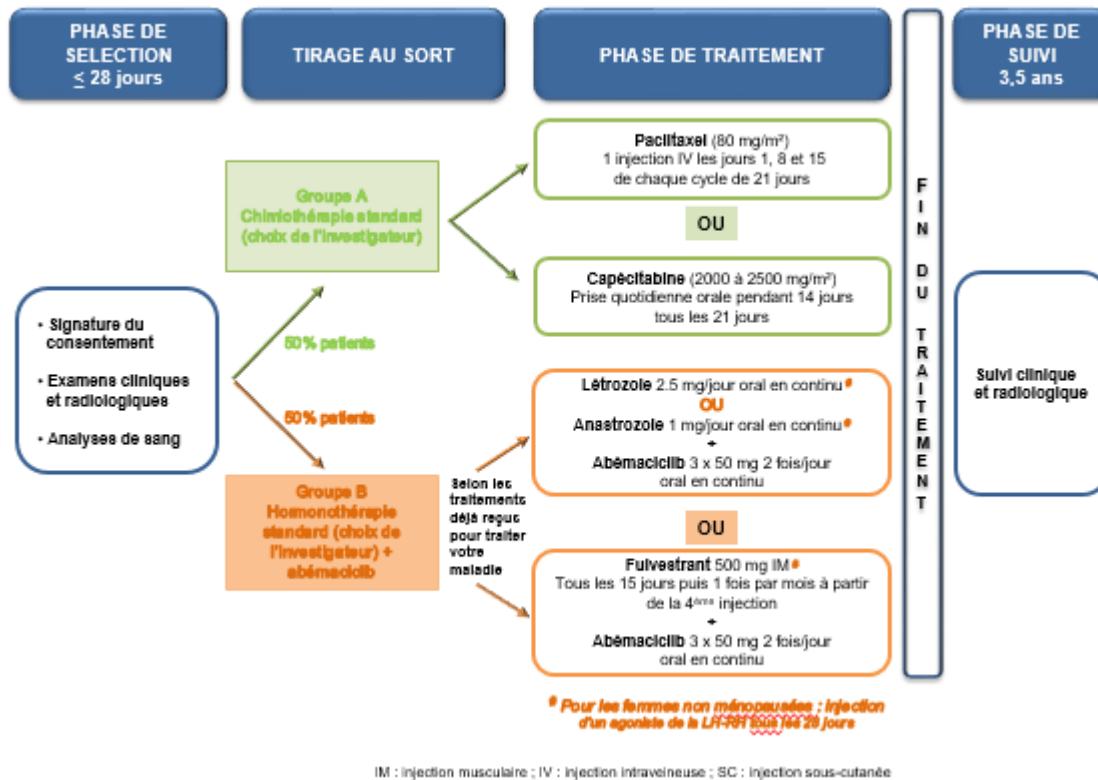 PHASE DE
SELECTION
≤ 28 jours
TIRAGE AU SORT
PHASE DE TRAITEMENT
PHASE DE
SUIVI
3,5 ans
• Signature du
consentement
• Examens cliniques
et radiologiques
• Analyses de sang
Groupe A
Chimiothérapie standard
(choix de l'investigateur)
50% patients
50% patients
Groupe B
Hormonothérapie
standard (choix de
l'investigateur) +
abémaciclib
Selon les
traitements
déjà reçus
pour traiter
votre
maladie
Paclitaxel (80 mg/m²)
1 injection IV les jours 1, 8 et 15
de chaque cycle de 21 jours
OU
Capécitabine (2000 à 2500 mg/m²)
Prise quotidienne orale pendant 14 jours
tous les 21 jours
Létrozole 2.5 mg/jour oral en continu#
OU
Anastrozole 1 mg/jour oral en continu#
+
Abémaciclib 3 x 50 mg 2 fois/jour
oral en continu
OU
Fulvestrant 500 mg IM#
Tous les 15 jours puis 1 fois par mois à partir
de la 4ème injection
+
Abémaciclib 3 x 50 mg 2 fois/jour
oral en continu
# Pour les femmes non ménopausées : Injection
d'un agoniste de la LH-RH tous les 28 jours
FIN DU TRAITEMENT
Suivi clinique
et radiologique
IM : injection musculaire ; IV : injection intraveineuse ; SC : injection sous-cutanée